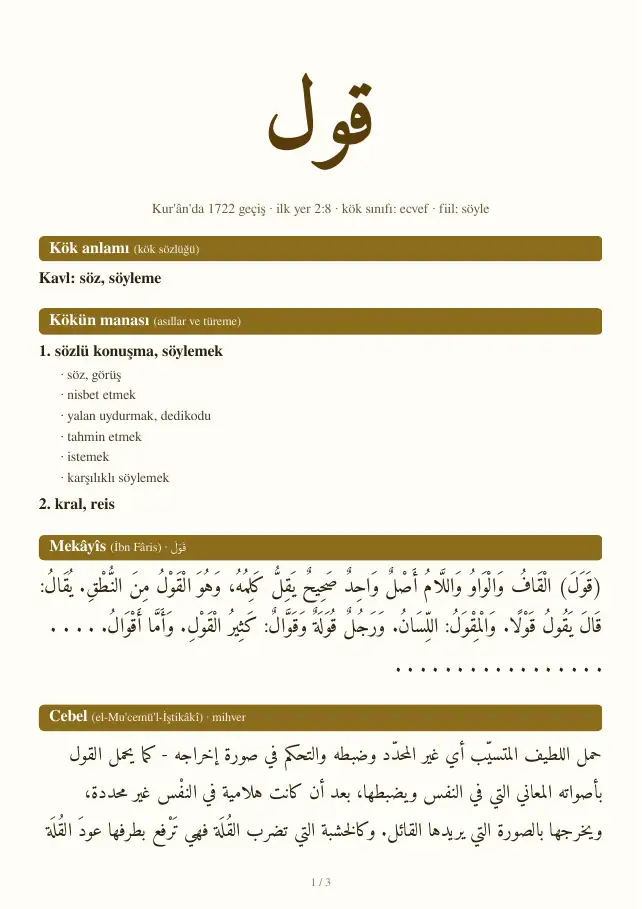 قول
Kur'ân'da 1722 geçiş · ilk yer 2:8 · kök sınıfı: ecvef · fiil: söyle
Kök anlamı (kök sözlüğü)
Kavl: söz, söyleme
Kökün manası (asıllar ve türeme)
1. sözlü konuşma, söylemek
· söz, görüş
· nisbet etmek
· yalan uydurmak, dedikodu
· tahmin etmek
· istemek
· karşılıklı söylemek
2. kral, reis
Mekâyîs (İbn Fâris) · قَوَلَ
(قَوَلَ) الْقَافُ وَالْوَاوُ وَاللَّامُ أَصْلٌ وَاحِدٌ صَحِيحٌ يَقِلُّ كَلِمُهُ، وَهُوَ الْقَوْلُ مِنَ النُّطْقِ. يُقَالُ:
قَالَ يَقُولُ قَوْلًا. وَالْمِقْوَلُ: اللِّسَانُ. وَرَجُلٌ قُوَلَةٌ وَقَوَّالٌ: كَثِيرُ الْقَوْلِ. وَأَمَّا أَقْوَالُ. . . . .
. . . . . . . . . . . . . . . . .
Cebel (el-Mu'cemü'l-İştikâkî) · mihver
حمل اللطيف المتسيّب أي غير المحدّد وضبطه والتحكم في صورة إخراجه - كما يحمل القول
بأصواته المعاني التي في النفس ويضبطها، بعد أن كانت هلامية في النفْس غير محددة،
ويخرجها بالصورة التي يريدها القائل. وكالخشبة التي تضرب القُلَة فهي تَرْفع بطرفها عودَ القُلَة
1 / 3